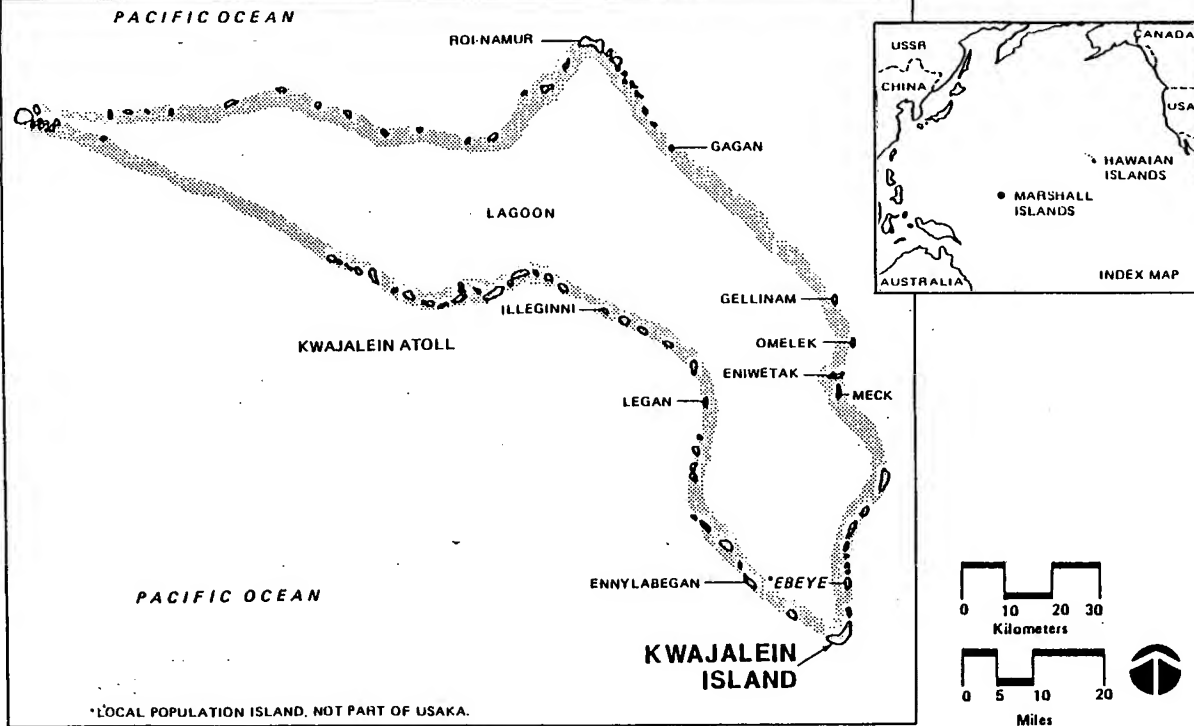 PACIFIC OCEAN
ROI-NAMUR
GAGAN
LAGOON
GELLINAM
ILLEGINNI
OMELEK
KWAJALEIN ATOLL
ENIWETAK
MECK
LEGAN
ENNYLABEGAN
*EBEYE
PACIFIC OCEAN
KWAJALEIN
ISLAND
*LOCAL POPULATION ISLAND, NOT PART OF USAKA.
USSR
CANADA
CHINA
USA
HAWAIIAN
ISLANDS
MARSHALL
ISLANDS
AUSTRALIA
INDEX MAP
0 10 20 30
Kilometers
0 5 10 20
Miles